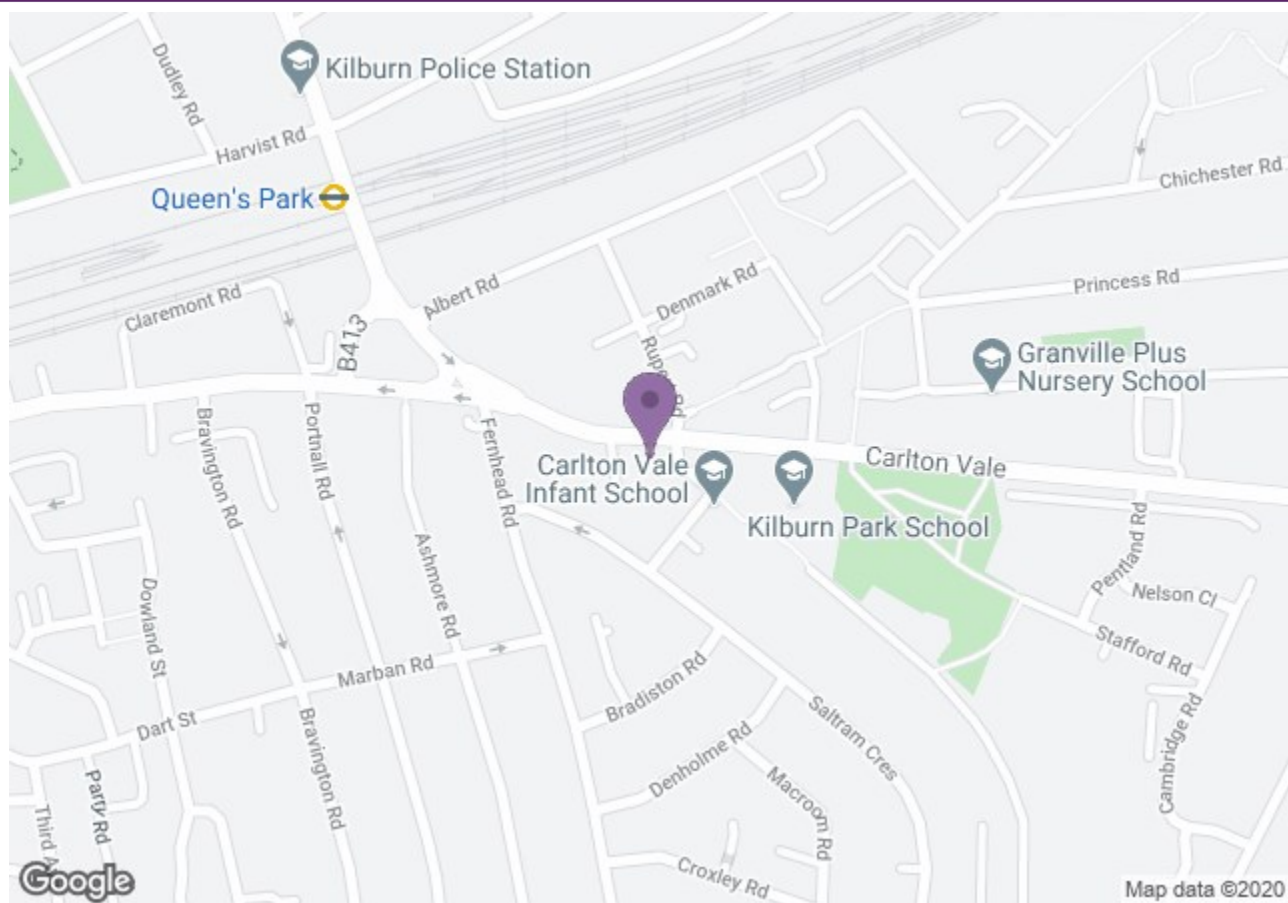 Dudley Rd
Kilburn Police Station
Harvist Rd
Chichester Rd
Queen's Park
Princess Rd
Claremont Rd
Albert Rd
Denmark Rd
B413
Granville Plus
Nursery School
Bravington Rd
Portnall Rd
Fernhead Rd
Carlton Vale
Infant School
Carlton Vale
Kilburn Park School
Ashmore Rd
Pentland Rd
Nelson Cl
Dowland St
Stafford Rd
Marban Rd
Bradiston Rd
Saltram Cres
Dart St
Bravington Rd
Denholme Rd
Cambridge Rd
Parry Rd
Macroom Rd
Third A
Croxley Rd
Google
Map data ©2020